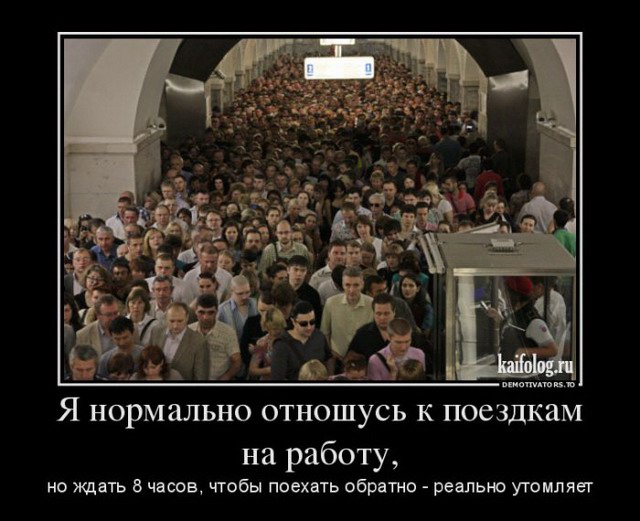 kaifolog.ru
DEMOTIVATORS.TO
Я нормально отношусь к поездкам
на работу,
но ждать 8 часов, чтобы поехать обратно - реально утомляет